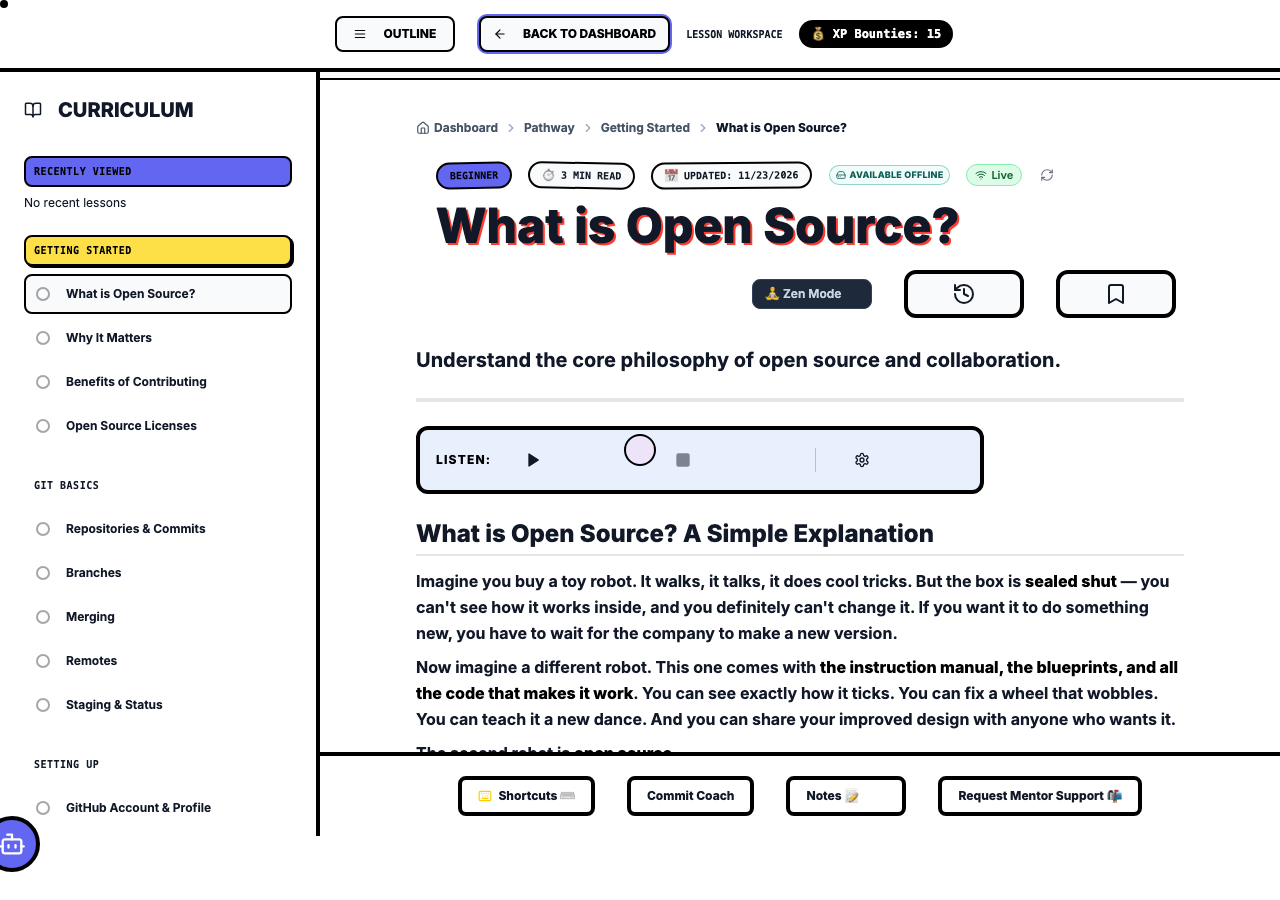 OUTLINE
BACK TO DASHBOARD
LESSON WORKSPACE
💰 XP Bounties: 15
CURRICULUM
RECENTLY VIEWED
No recent lessons
GETTING STARTED
What is Open Source?
Why It Matters
Benefits of Contributing
Open Source Licenses
GIT BASICS
Repositories & Commits
Branches
Merging
Remotes
Staging & Status
SETTING UP
GitHub Account & Profile
Dashboard
Pathway
Getting Started
What is Open Source?
BEGINNER
⏱️ 3 MIN READ
📅 UPDATED: 11/23/2026
AVAILABLE OFFLINE
Live
What is Open Source?
🧘 Zen Mode
Understand the core philosophy of open source and collaboration.
LISTEN:
What is Open Source? A Simple Explanation
Imagine you buy a toy robot. It walks, it talks, it does cool tricks. But the box is sealed shut — you
can't see how it works inside, and you definitely can't change it. If you want it to do something
new, you have to wait for the company to make a new version.
Now imagine a different robot. This one comes with the instruction manual, the blueprints, and all
the code that makes it work. You can see exactly how it ticks. You can fix a wheel that wobbles.
You can teach it a new dance. And you can share your improved design with anyone who wants it.
The second robot is open source.
Shortcuts ⌨️
Commit Coach
Notes 📝
Request Mentor Support 📬